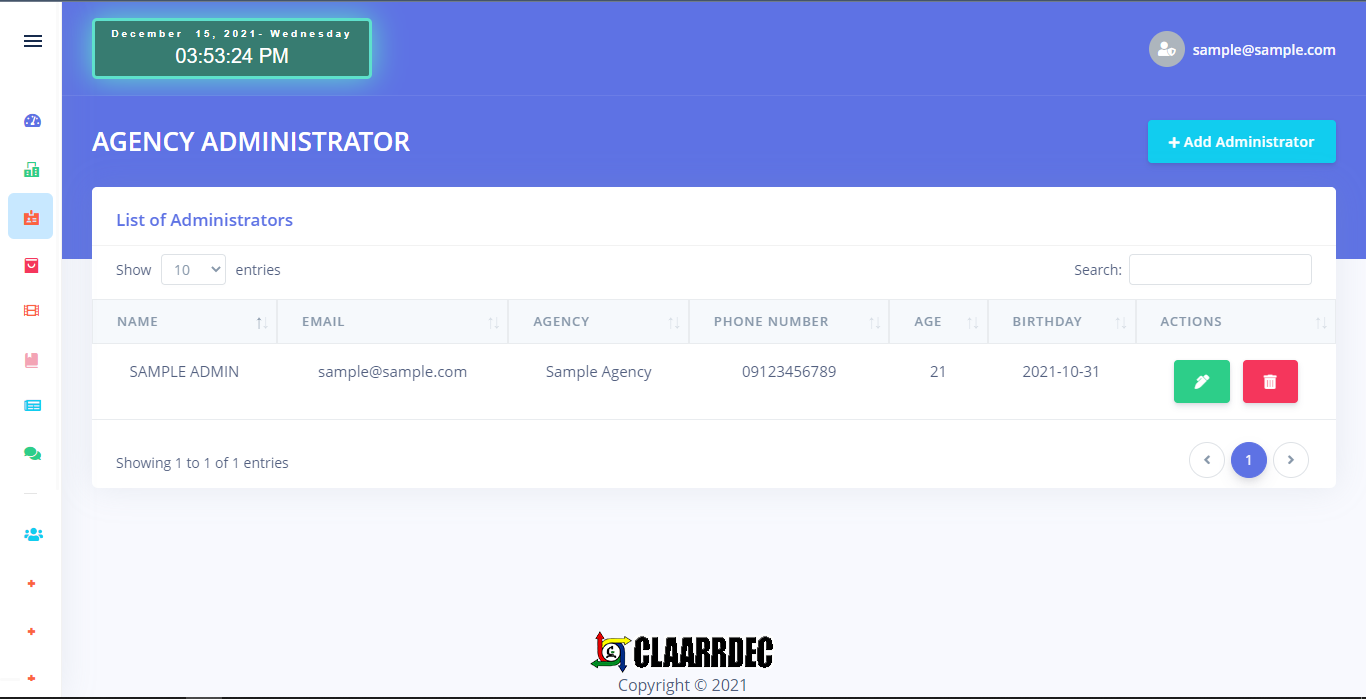 December 15, 2021- Wednesday
03:53:24 PM
sample@sample.com
AGENCY ADMINISTRATOR
+ Add Administrator
List of Administrators
Show 10 entries
Search:
NAME EMAIL AGENCY PHONE NUMBER AGE BIRTHDAY ACTIONS
SAMPLE ADMIN sample@sample.com Sample Agency 09123456789 21 2021-10-31
Showing 1 to 1 of 1 entries
1
CLAARRDEC
Copyright © 2021